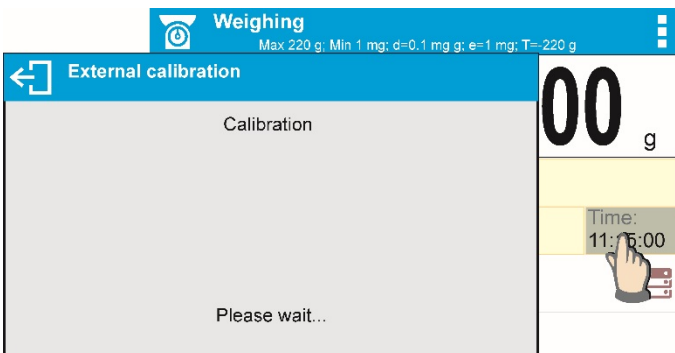 Weighing
Max 220 g; Min 1 mg; d=0.1 mg g; e=1 mg; T=-220 g
External calibration
Calibration
00 g
Time:
Please wait...